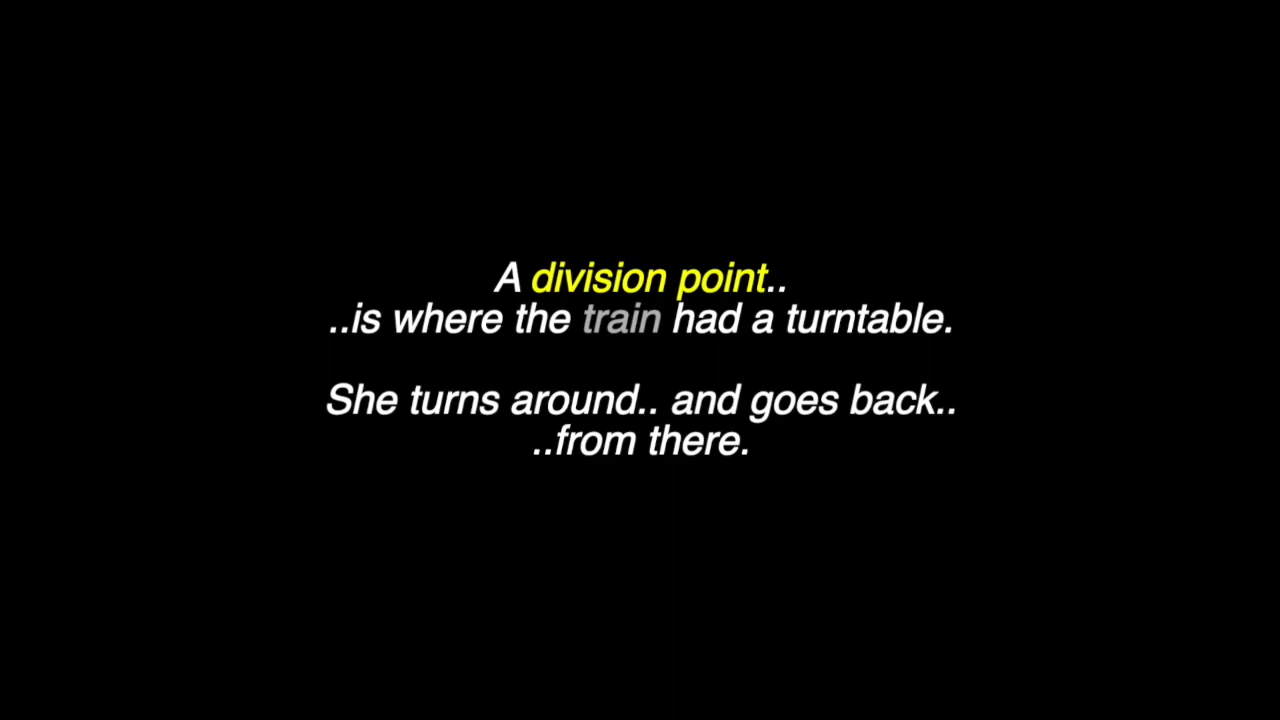 A division point..
..is where the train had a turntable.
She turns around.. and goes back..
..from there.